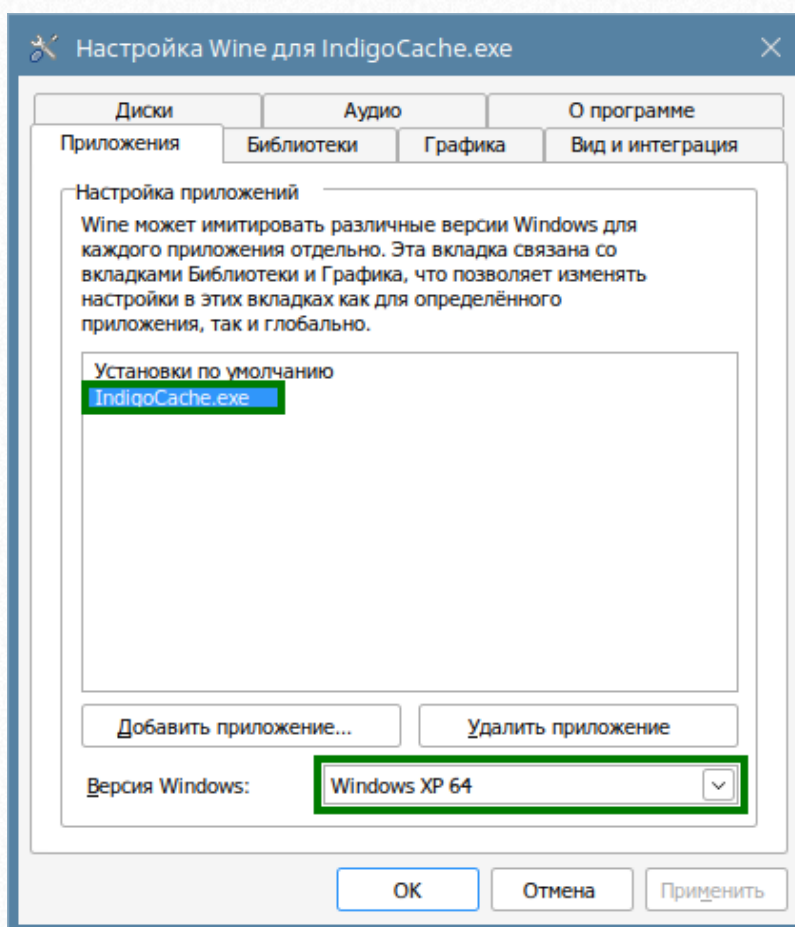 Настройка Wine для IndigoCache.exe
Диски
Аудио
О программе
Приложения
Библиотеки
Графика
Вид и интеграция
Настройка приложений
Wine может имитировать различные версии Windows для
каждого приложения отдельно. Эта вкладка связана со
вкладками Библиотеки и Графика, что позволяет изменять
настройки в этих вкладках как для определённого
приложения, так и глобально.
Установки по умолчанию
IndigoCache.exe
Добавить приложение...
Удалить приложение
Версия Windows:
Windows XP 64
ОК
Отмена
Применить